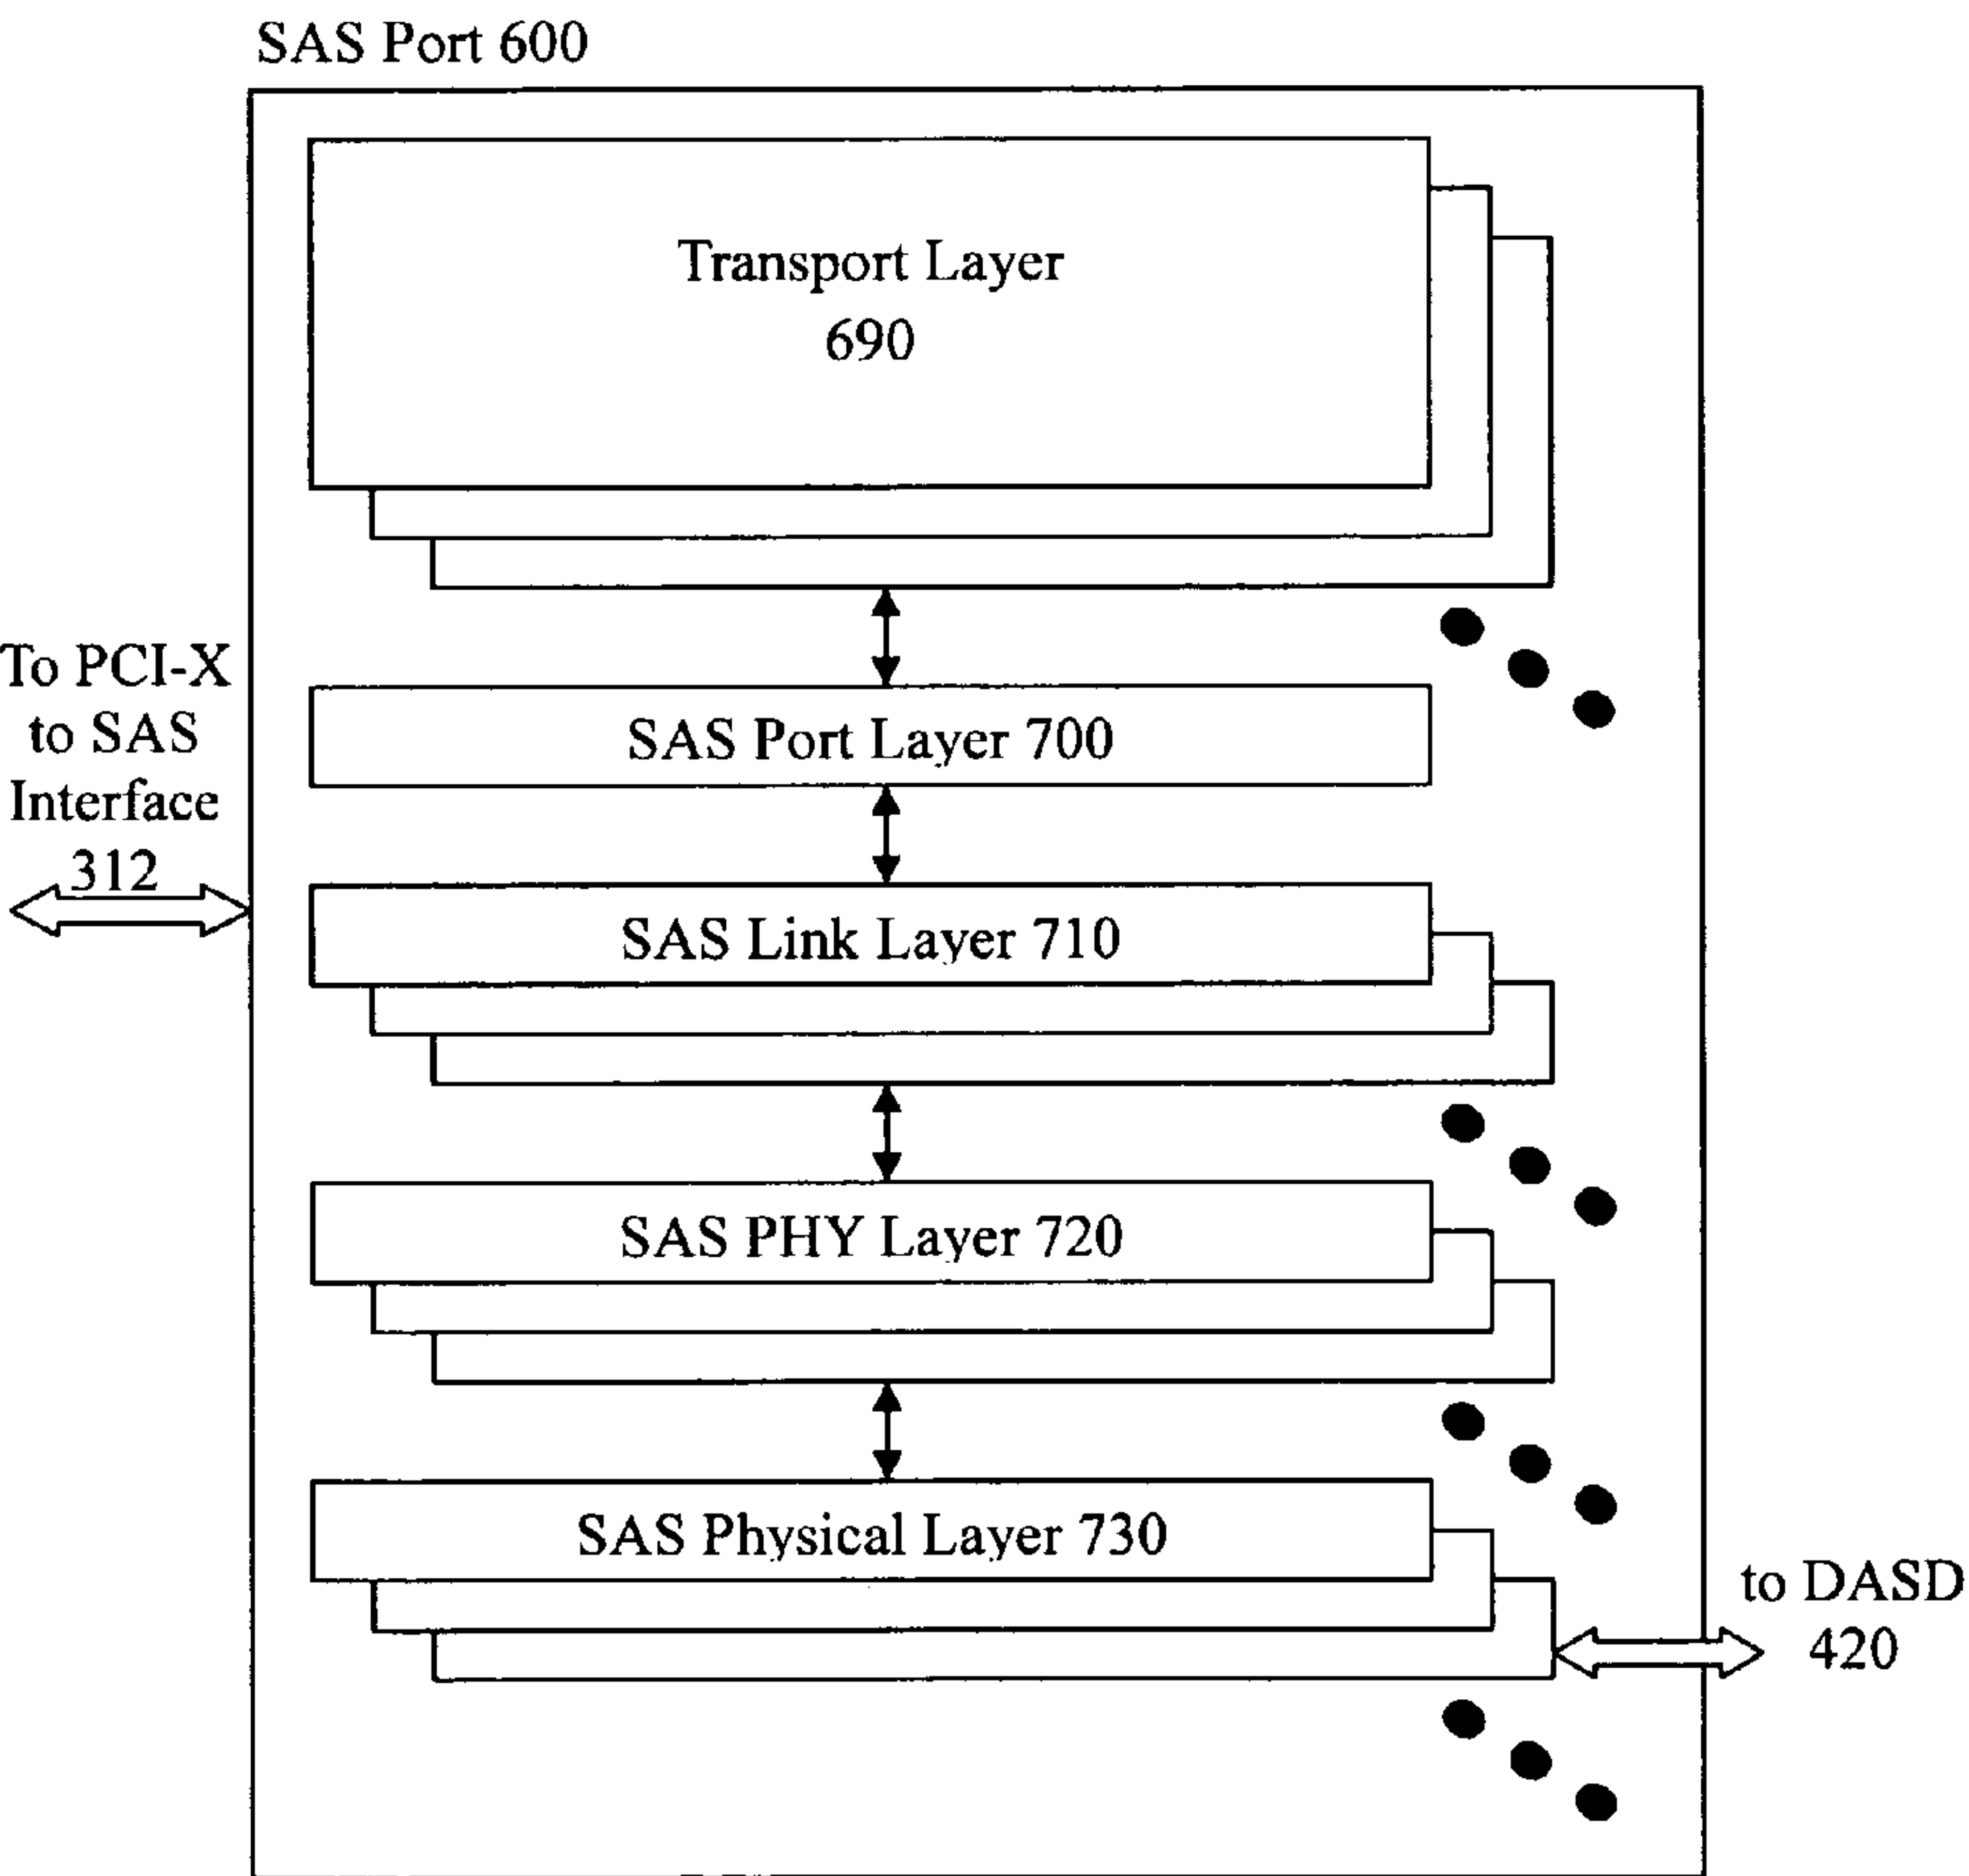 SAS Port 600
Transport Layer
690
To PCI-X
to SAS
Interface
312
SAS Port Layer 700
SAS Link Layer 710
SAS PHY Layer 720
SAS Physical Layer 730
to DASD
420